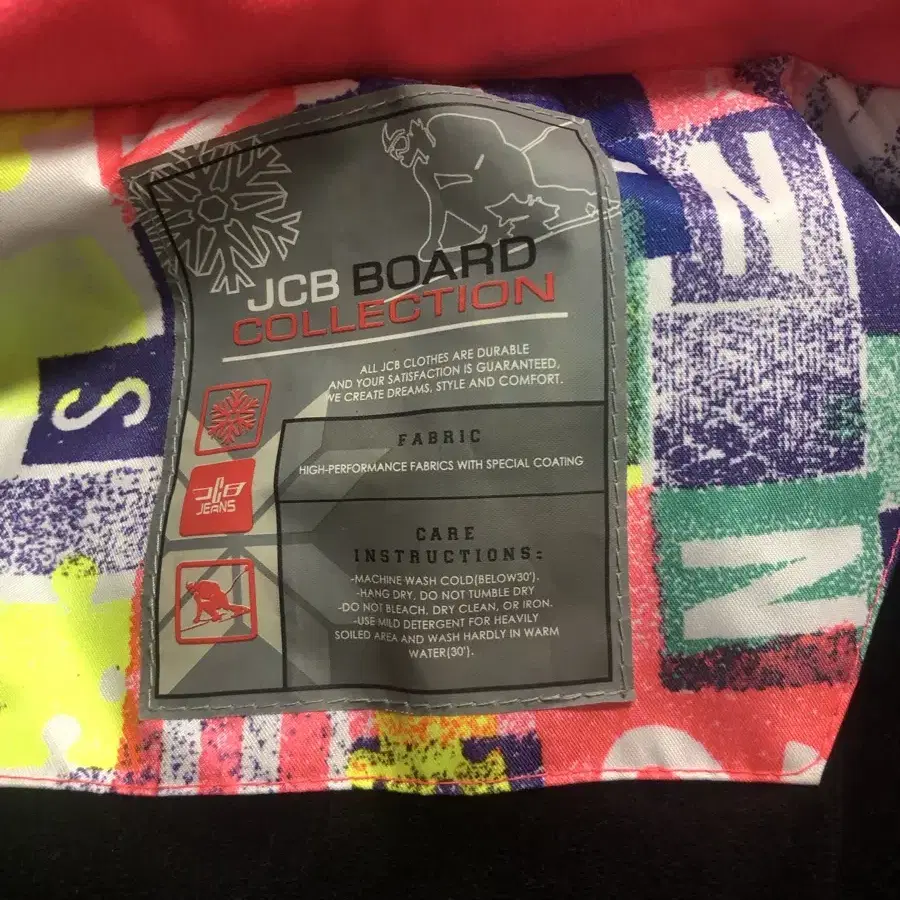 JCB BOARD
COLLECTION
ALL JCB CLOTHES ARE DURABLE
AND YOUR SATISFACTION IS GUARANTEED,
WE CREATE DREAMS, STYLE AND COMFORT.
FABRIC
HIGH-PERFORMANCE FABRICS WITH SPECIAL COATING
JCB
JEANS
CARE
INSTRUCTIONS:
-MACHINE WASH COLD(BELOW30').
-HANG DRY, DO NOT TUMBLE DRY
-DO NOT BLEACH, DRY CLEAN, OR IRON.
-USE MILD DETERGENT FOR HEAVILY
SOILED AREA AND WASH HARDLY IN WARM
WATER(30').
S
N
N